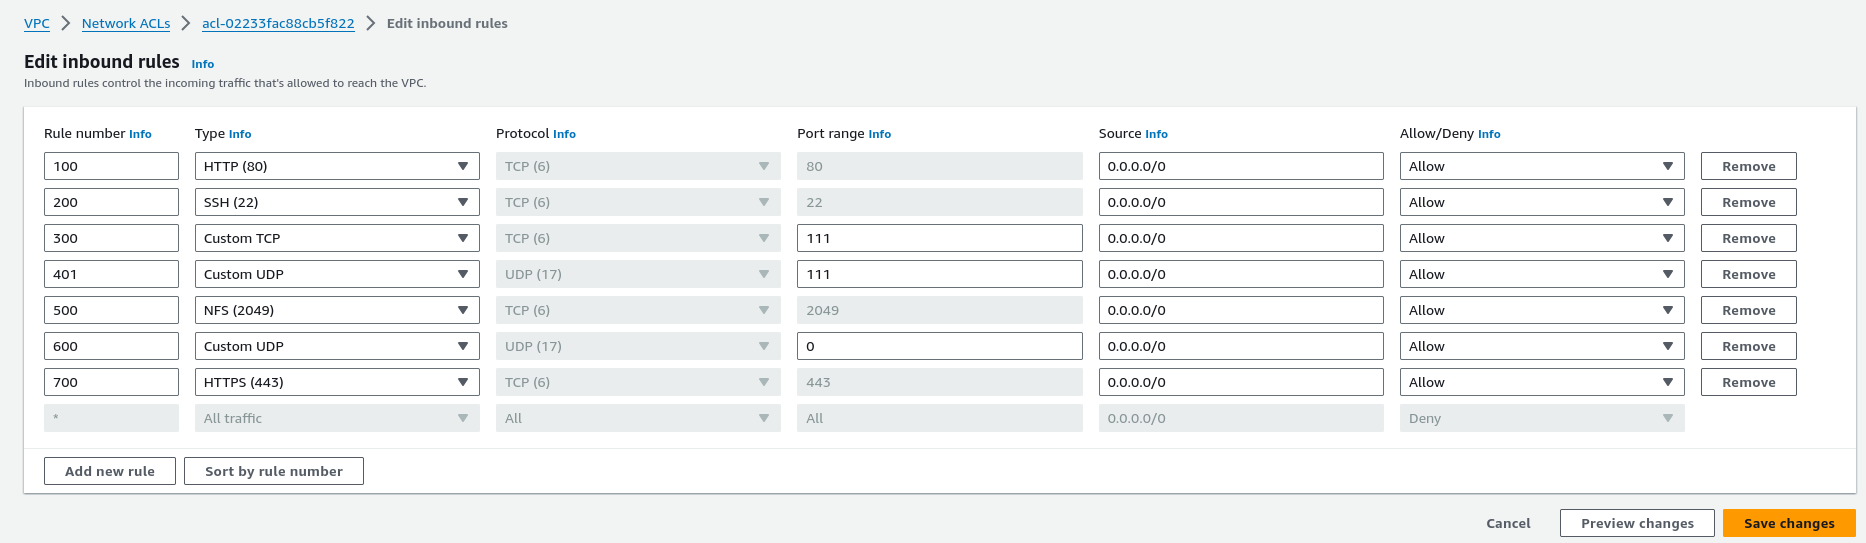 VPC > Network ACLs > acl-02233fac88cb5f822 > Edit inbound rules
Edit inbound rules Info
Inbound rules control the incoming traffic that's allowed to reach the VPC.
Rule number Info Type Info Protocol Info Port range Info Source Info Allow/Deny Info
100 HTTP (80) TCP (6) 80 0.0.0.0/0 Allow Remove
200 SSH (22) TCP (6) 22 0.0.0.0/0 Allow Remove
300 Custom TCP TCP (6) 111 0.0.0.0/0 Allow Remove
401 Custom UDP UDP (17) 111 0.0.0.0/0 Allow Remove
500 NFS (2049) TCP (6) 2049 0.0.0.0/0 Allow Remove
600 Custom UDP UDP (17) 0 0.0.0.0/0 Allow Remove
700 HTTPS (443) TCP (6) 443 0.0.0.0/0 Allow Remove
* All traffic All All 0.0.0.0/0 Deny
Add new rule Sort by rule number
Cancel Preview changes Save changes